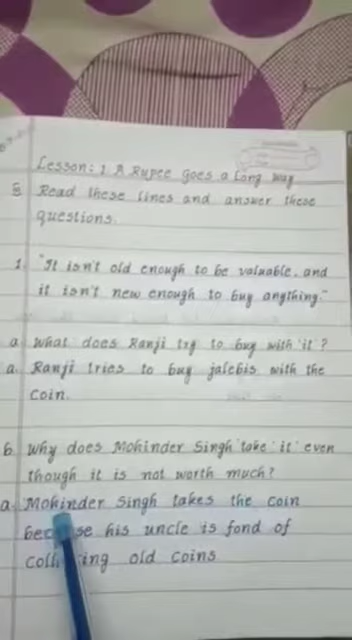 Lesson: 1 A Rupee Goes a Long Way
Read these lines and answer these
questions.
1. "It isn't old enough to be valuable, and
it isn't new enough to buy anything."
a. What does Ranji try to buy with 'it'?
a. Ranji tries to buy jalebis with the
coin.
b. Why does Mohinder Singh take 'it' even
though it is not worth much?
a. Mohinder Singh takes the coin
because his uncle is fond of
collecting old coins